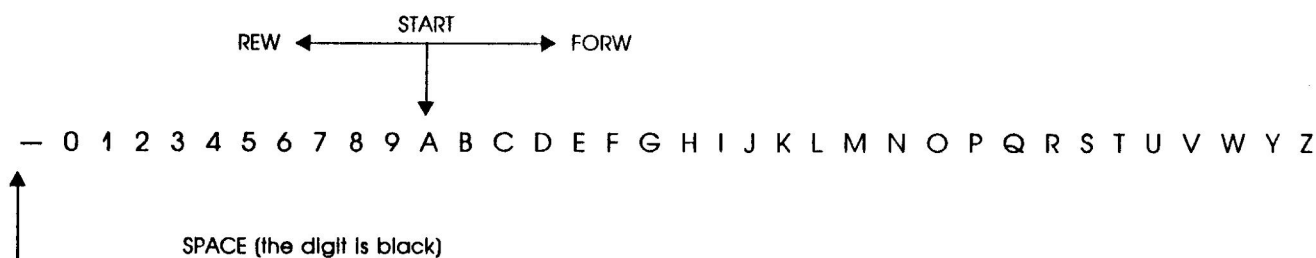 START
REW FORW
— 0 1 2 3 4 5 6 7 8 9 A B C D E F G H I J K L M N O P Q R S T U V W Y Z
SPACE (the digit is black)